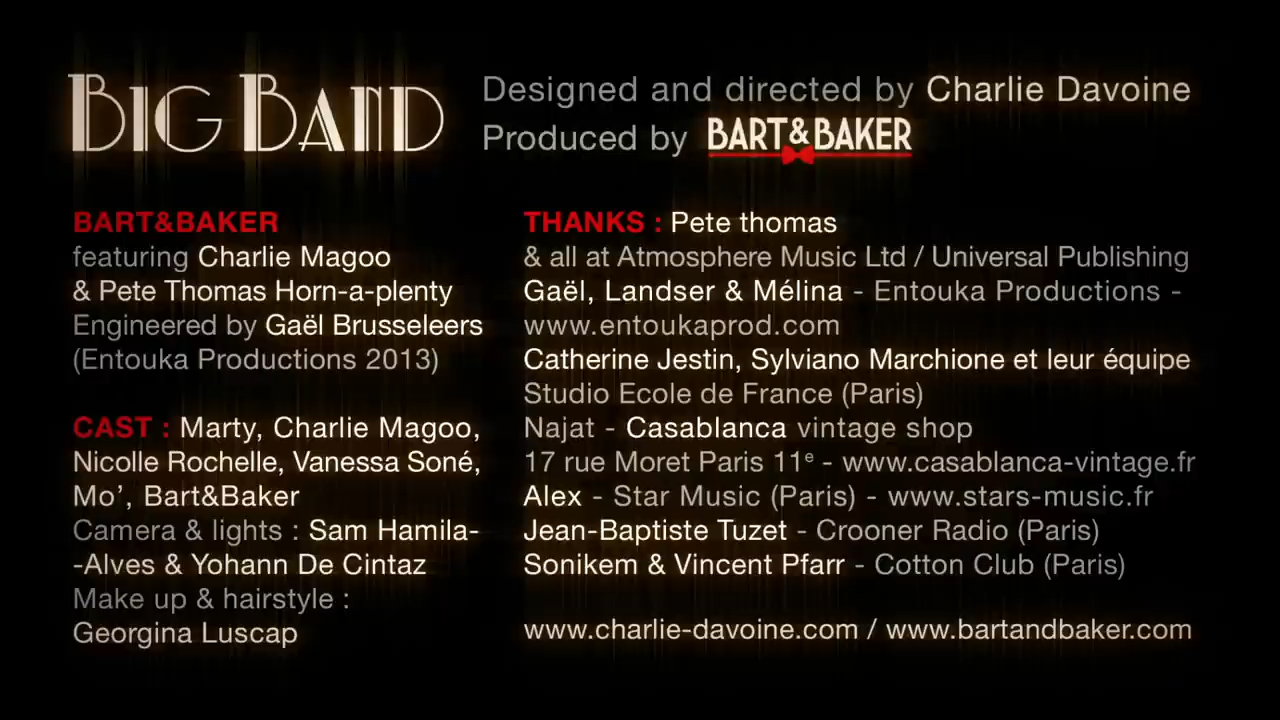 BIG BAND
Designed and directed by Charlie Davoine
Produced by BART&BAKER
BART&BAKER
featuring Charlie Magoo
& Pete Thomas Horn-a-plenty
Engineered by Gaël Brusseleers
(Entouka Productions 2013)
CAST : Marty, Charlie Magoo,
Nicolle Rochelle, Vanessa Soné,
Mo’, Bart&Baker
Camera & lights : Sam Hamila-
-Alves & Yohann De Cintaz
Make up & hairstyle :
Georgina Luscap
THANKS : Pete thomas
& all at Atmosphere Music Ltd / Universal Publishing
Gaël, Landser & Mélina - Entouka Productions -
www.entoukaprod.com
Catherine Jestin, Sylviano Marchione et leur équipe
Studio Ecole de France (Paris)
Najat - Casablanca vintage shop
17 rue Moret Paris 11ᵉ - www.casablanca-vintage.fr
Alex - Star Music (Paris) - www.stars-music.fr
Jean-Baptiste Tuzet - Crooner Radio (Paris)
Sonikem & Vincent Pfarr - Cotton Club (Paris)
www.charlie-davoine.com / www.bartandbaker.com